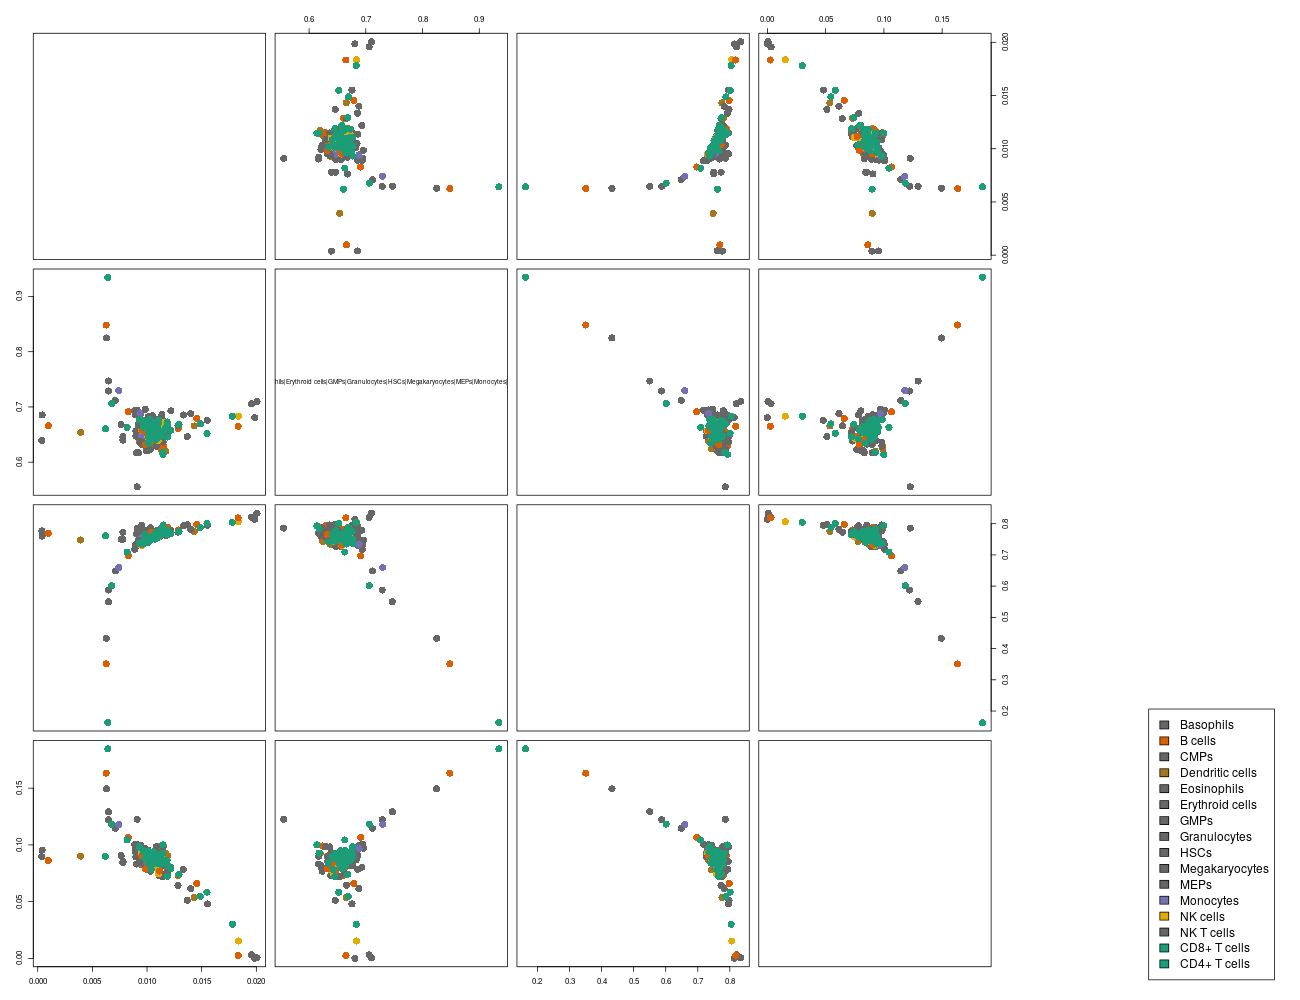 0.6 0.7 0.8 0.9
0.00 0.05 0.10 0.15
0.000 0.005 0.010 0.015 0.020
0.6 0.7 0.8 0.9
hils|Erythroid cells|GMPs|Granulocytes|HSCs|Megakaryocytes|MEPs|Monocytes|
0.2 0.3 0.4 0.5 0.6 0.7 0.8
0.00 0.05 0.10 0.15
0.000 0.005 0.010 0.015 0.020
0.2 0.3 0.4 0.5 0.6 0.7 0.8
Basophils
B cells
CMPs
Dendritic cells
Eosinophils
Erythroid cells
GMPs
Granulocytes
HSCs
Megakaryocytes
MEPs
Monocytes
NK cells
NK T cells
CD8+ T cells
CD4+ T cells